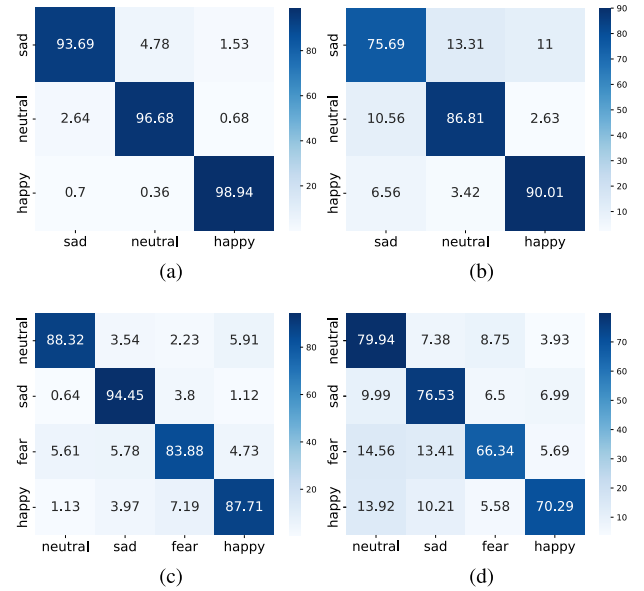 sad 93.69 4.78 1.53 80
neutral 2.64 96.68 0.68 60
40
happy 0.7 0.36 98.94 20
sad neutral happy
(a)
90
sad 75.69 13.31 11 80
70
60
neutral 10.56 86.81 2.63 50
40
30
happy 6.56 3.42 90.01 20
10
sad neutral happy
(b)
neutral 88.32 3.54 2.23 5.91
80
sad 0.64 94.45 3.8 1.12 60
fear 5.61 5.78 83.88 4.73 40
happy 1.13 3.97 7.19 87.71 20
neutral sad fear happy
(c)
neutral 79.94 7.38 8.75 3.93 70
60
sad 9.99 76.53 6.5 6.99 50
40
fear 14.56 13.41 66.34 5.69 30
20
happy 13.92 10.21 5.58 70.29 10
neutral sad fear happy
(d)